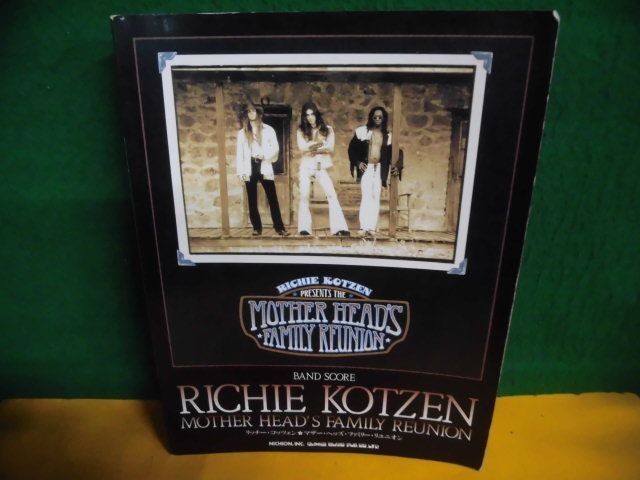 RICHIE KOTZEN
PRESENTS THE
MOTHER HEAD'S
FAMILY REUNION
BAND SCORE
RICHIE KOTZEN
MOTHER HEAD'S FAMILY REUNION
リッチー・コッツェン★マザー・ヘッズ・ファミリー・リユニオン
NICHION, INC.